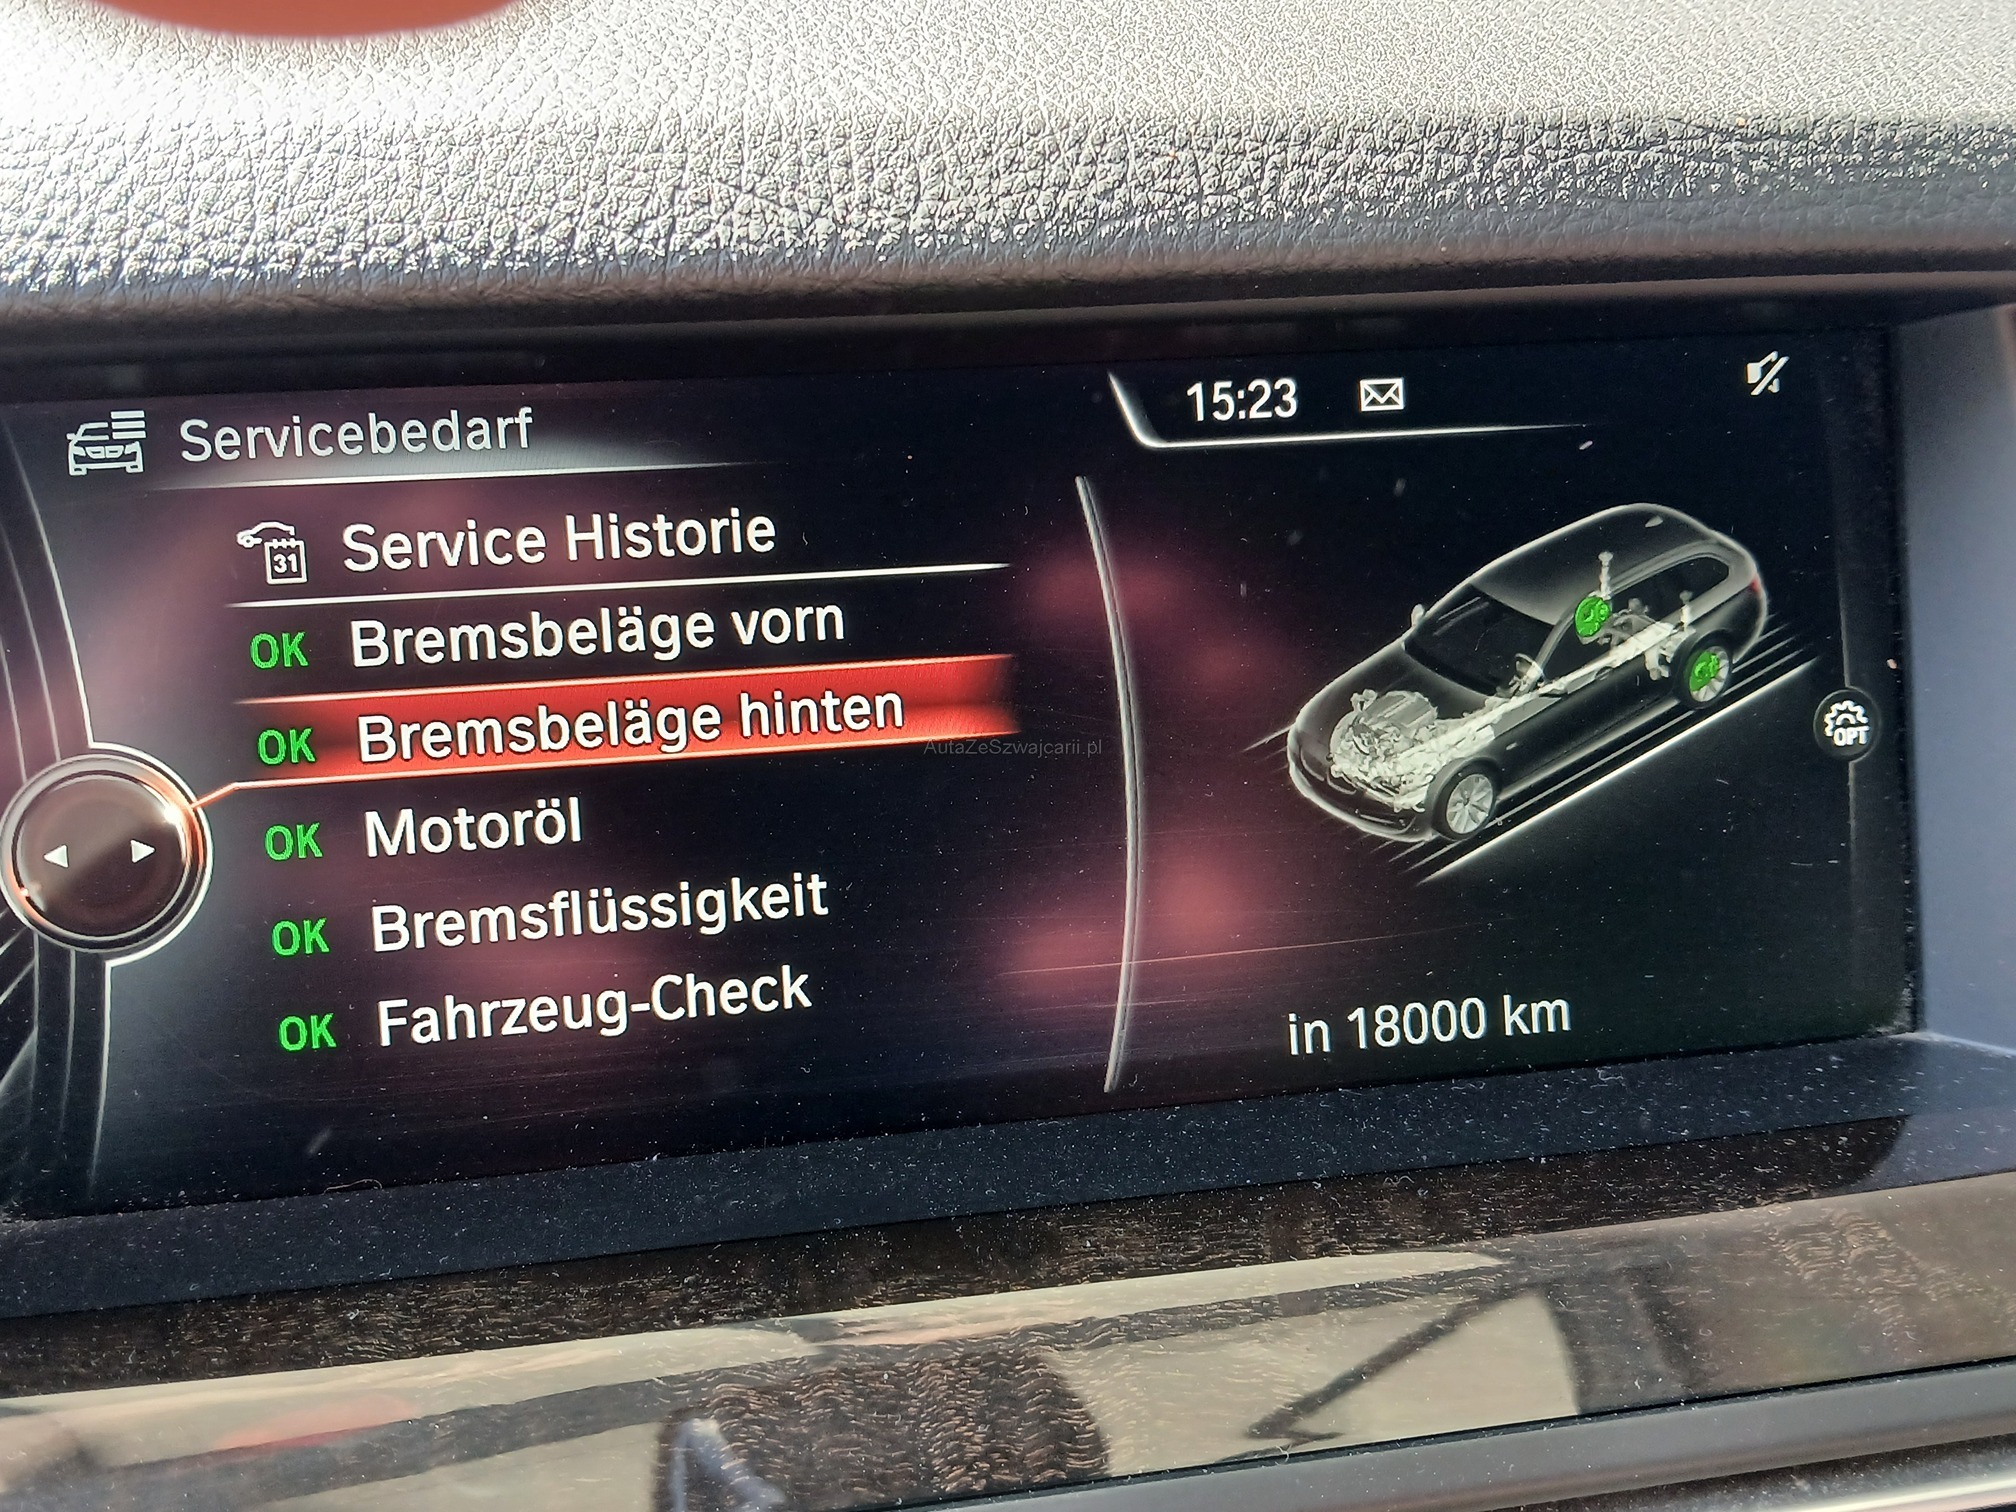 Servicebedarf
15:23
31
Service Historie
OK Bremsbeläge vorn
OK Bremsbeläge hinten
AutaZeSzwajcarii.pl
OK Motoröl
OPT
OK Bremsflüssigkeit
OK Fahrzeug-Check
in 18000 km